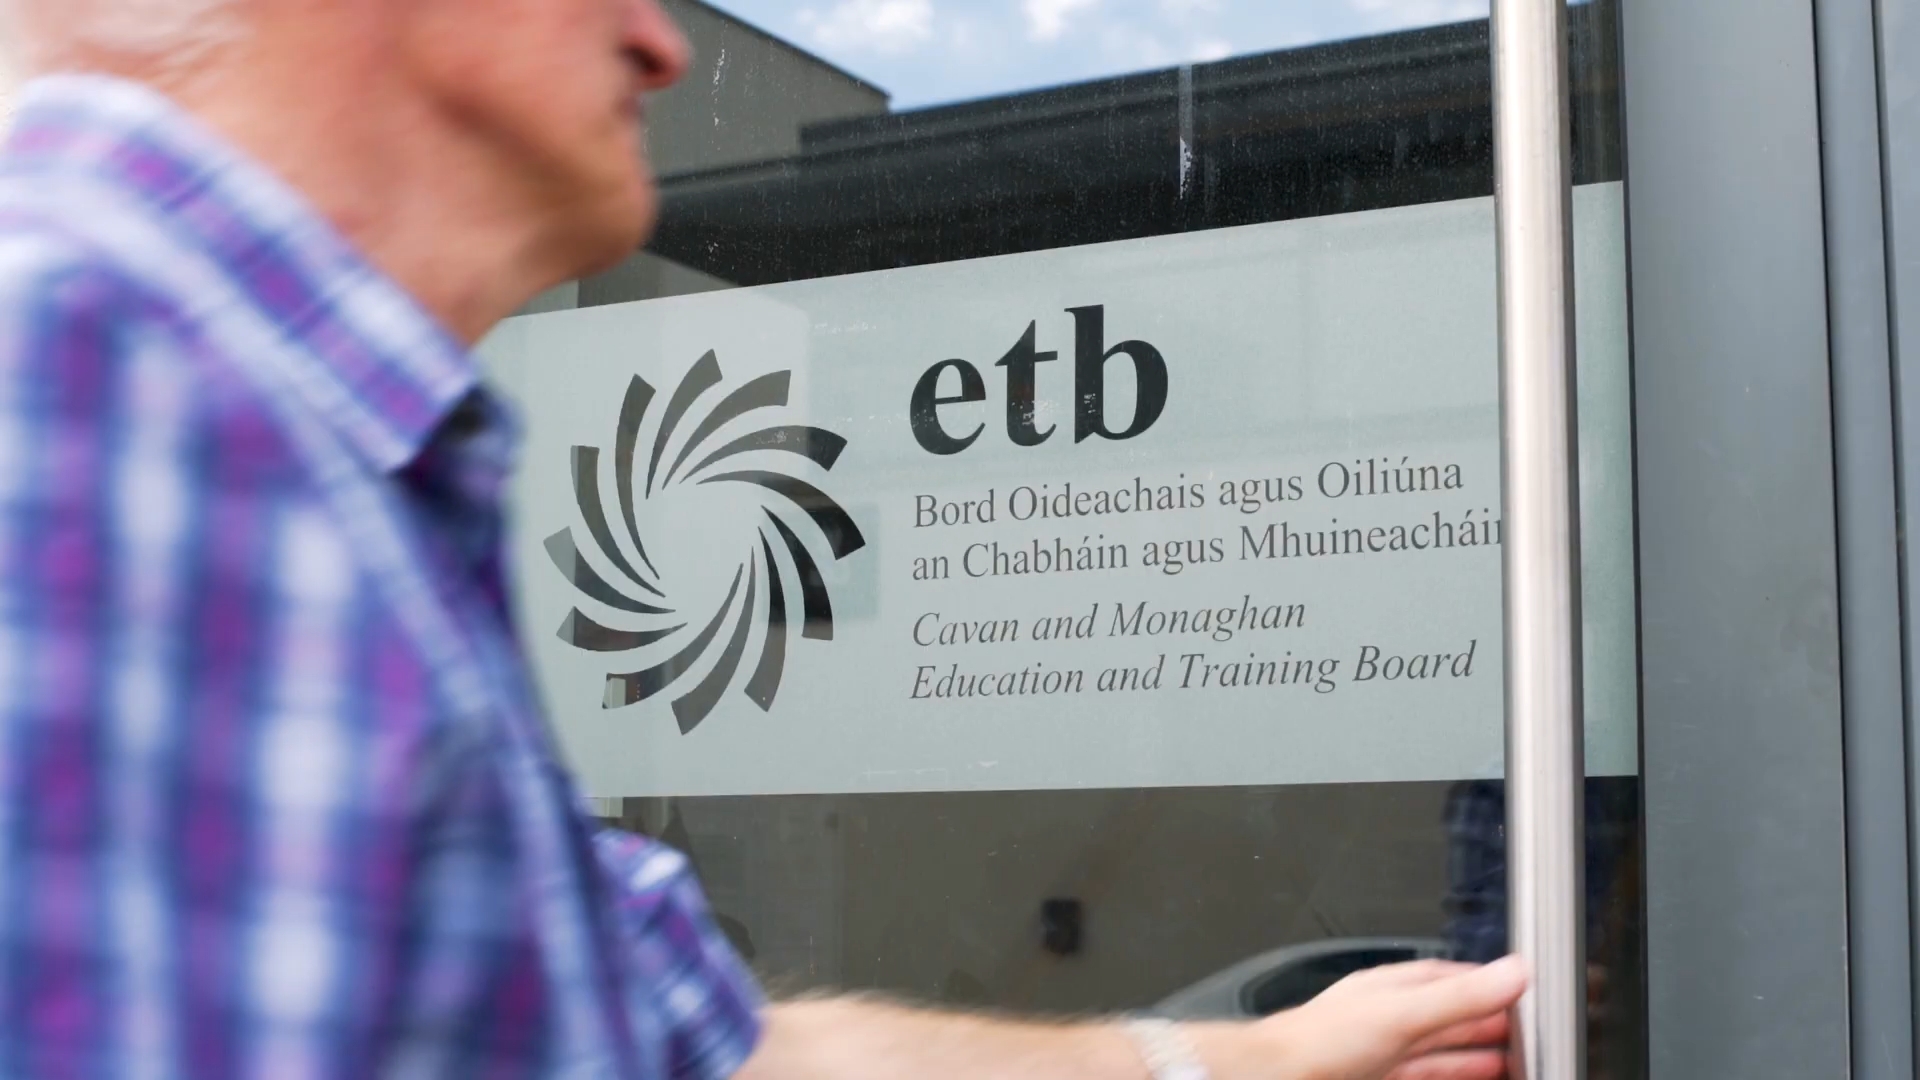 etb
Bord Oideachais agus Oiliúna
an Chabháin agus Mhuineacháin
Cavan and Monaghan
Education and Training Board